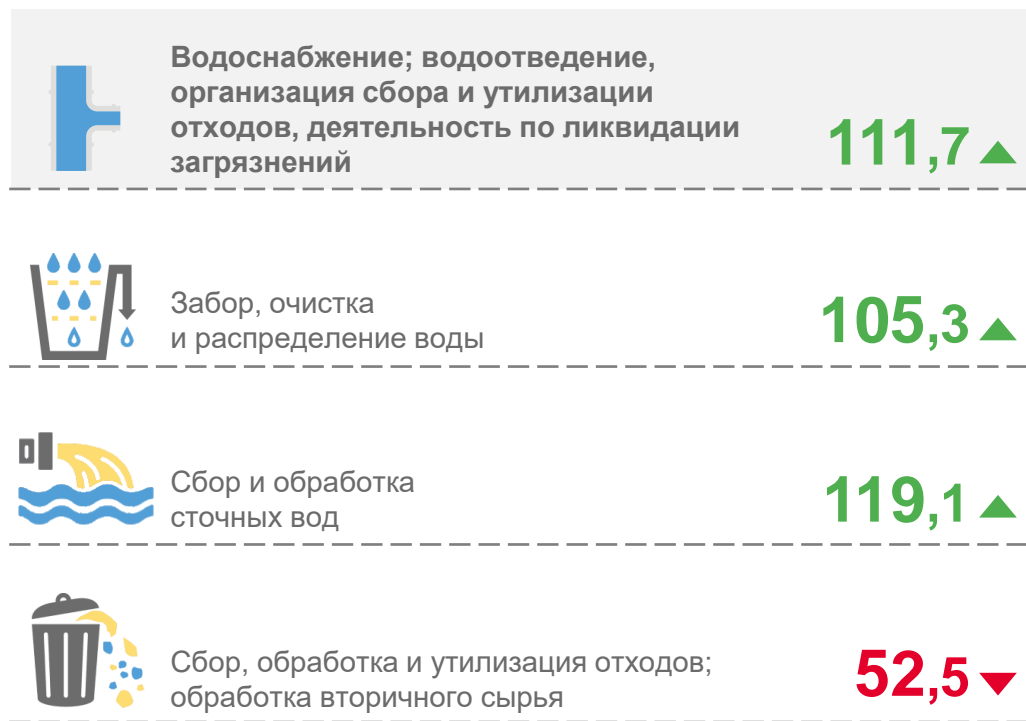 Водоснабжение; водоотведение,
организация сбора и утилизации
отходов, деятельность по ликвидации
загрязнений
111,7
Забор, очистка
и распределение воды
105,3
Сбор и обработка
сточных вод
119,1
Сбор, обработка и утилизация отходов;
обработка вторичного сырья
52,5